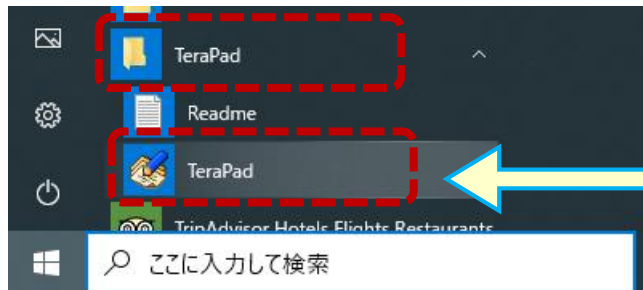 TeraPad
Readme
TeraPad
TripAdvisor Hotels Flights Restaurants
ここに入力して検索